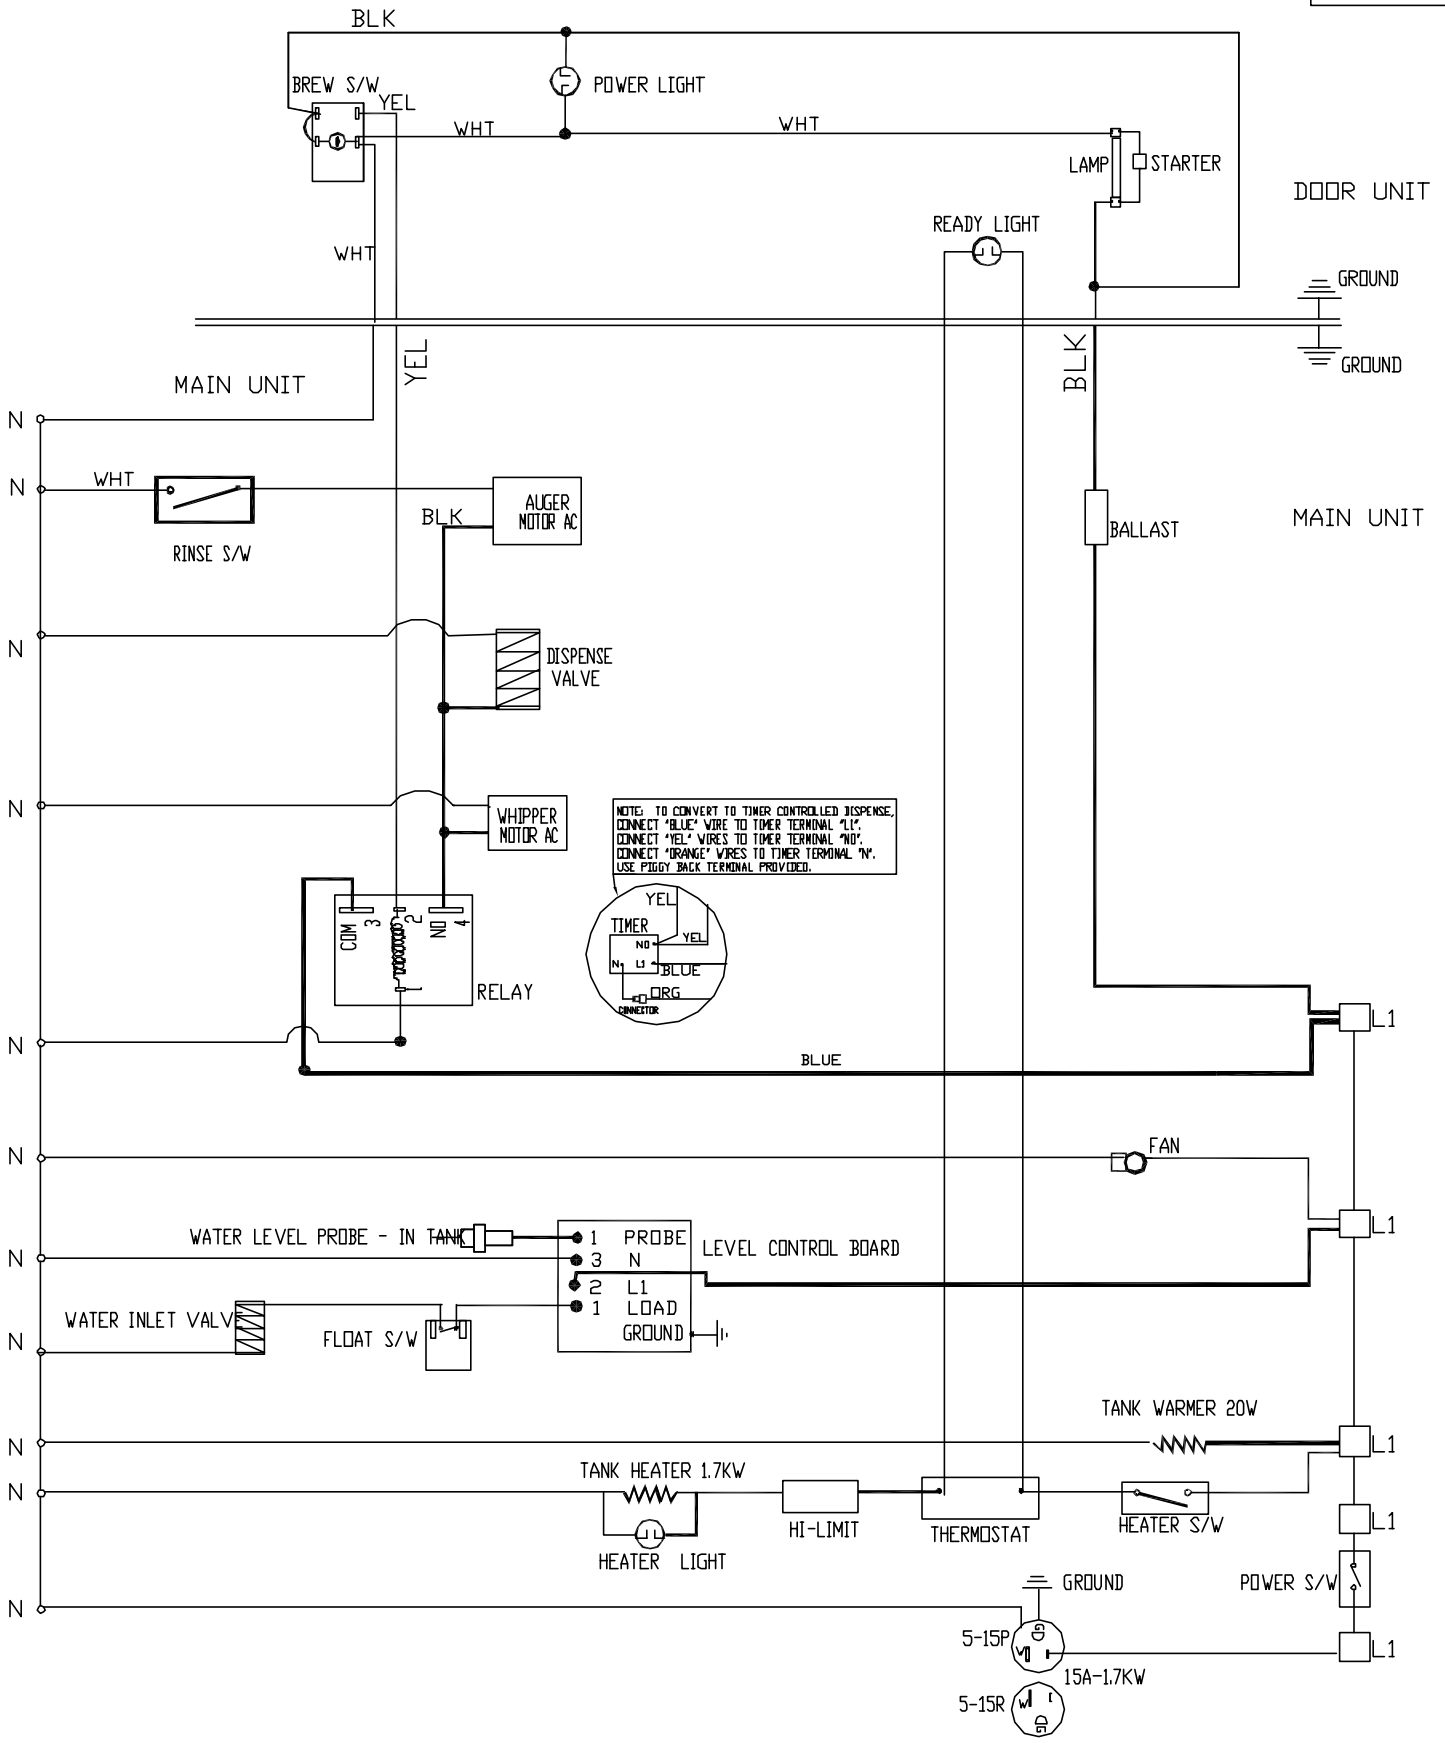 BLK
BREW S/W
POWER LIGHT
YEL
WHT
WHT
LAMP
STARTER
DOOR UNIT
READY LIGHT
WHT
GROUND
YEL
BLK
GROUND
MAIN UNIT
N
N
WHT
RINSE S/W
BLK
AUGER
MOTOR AC
BALLAST
MAIN UNIT
N
DISPENSE
VALVE
N
WHIPPER
MOTOR AC
NOTE: TO CONVERT TO TIMER CONTROLLED DISPENSE,
CONNECT "BLUE" WIRE TO TIMER TERMINAL "L1".
CONNECT "YEL" WIRES TO TIMER TERMINAL "NO".
CONNECT "ORANGE" WIRES TO TIMER TERMINAL "N".
USE PIGGY BACK TERMINAL PROVIDED.
YEL
TIMER
NO
YEL
N
L1
BLUE
ORG
CONNECTOR
COM
3
2
NO
4
1
RELAY
N
L1
BLUE
N
FAN
L1
WATER LEVEL PROBE - IN TANK
1 PROBE
LEVEL CONTROL BOARD
N
3 N
2 L1
1 LOAD
GROUND
WATER INLET VALVE
FLOAT S/W
N
TANK WARMER 20W
N
L1
TANK HEATER 1.7KW
N
HI-LIMIT
THERMOSTAT
HEATER S/W
L1
HEATER LIGHT
GROUND
POWER S/W
N
5-15P
GD
W
L1
15A-1.7KW
5-15R
W
GD